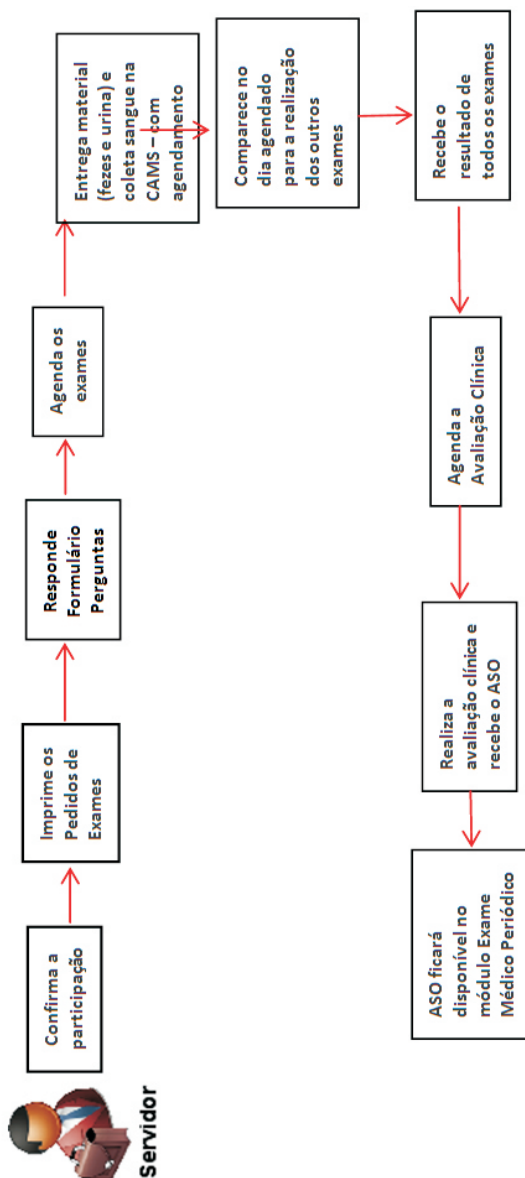 Servidor
Confirma a
participação
Imprime os
Pedidos de
Exames
Responde
Formulário
Perguntas
Agenda os
exames
Entrega material
(fezes e urina) e
coleta sangue na
CAMS – com
agendamento
Comparece no
dia agendado
para a realização
dos outros
exames
Recebe o
resultado de
todos os exames
Agenda a
Avaliação Clínica
Realiza a
avaliação clínica e
recebe o ASO
ASO ficará
disponível no
módulo Exame
Médico Periódico